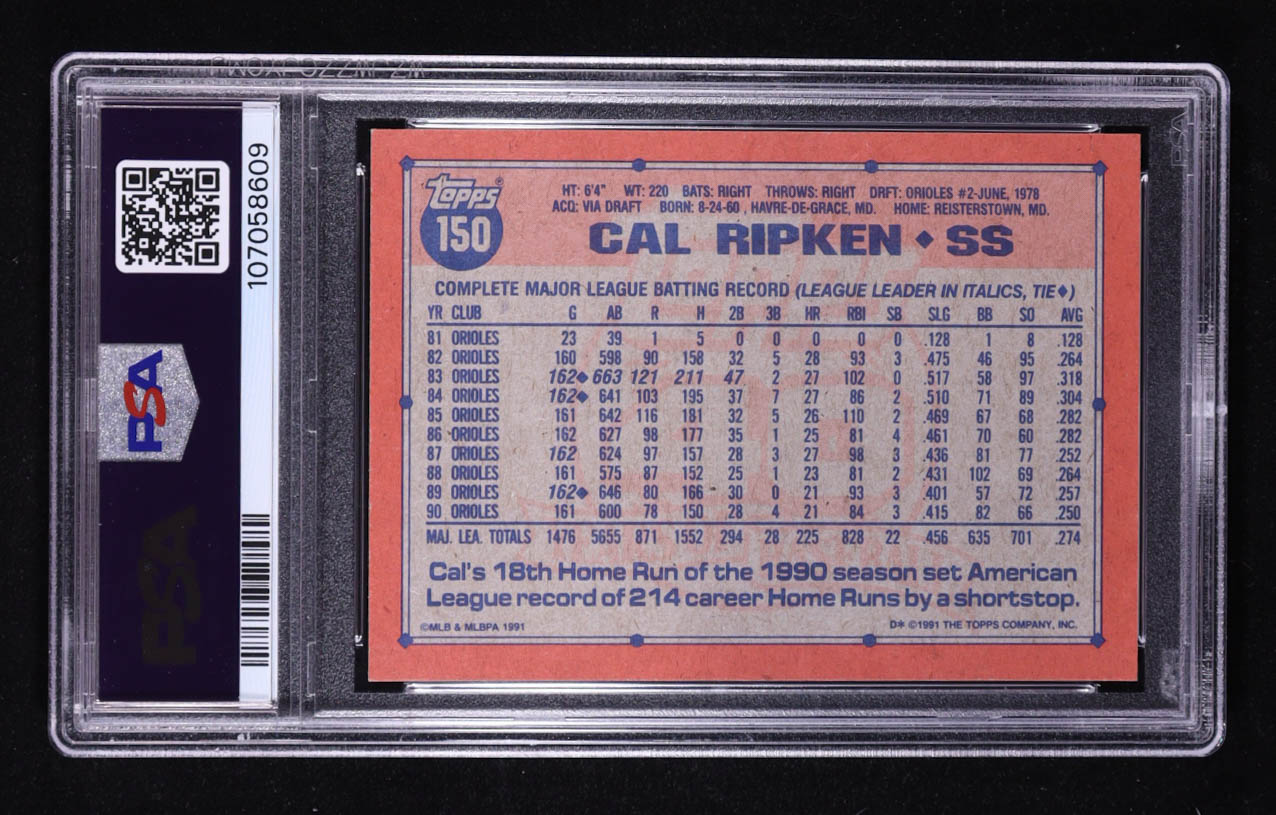 107058609
PSA
PSA
Topps
150
HT: 6'4" WT: 220 BATS: RIGHT THROWS: RIGHT DRFT: ORIOLES #2-JUNE, 1978
ACQ: VIA DRAFT BORN: 8-24-60 , HAVRE-DE-GRACE, MD. HOME: REISTERSTOWN, MD.
CAL RIPKEN ◆ SS
COMPLETE MAJOR LEAGUE BATTING RECORD (LEAGUE LEADER IN ITALICS, TIE◆)
YR CLUB G AB R H 2B 3B HR RBI SB SLG BB SO AVG
81 ORIOLES 23 39 1 5 0 0 0 0 0 .128 1 8 .128
82 ORIOLES 160 598 90 158 32 5 28 93 3 .475 46 95 .264
83 ORIOLES 162◆ 663 121 211 47 2 27 102 0 .517 58 97 .318
84 ORIOLES 162◆ 641 103 195 37 7 27 86 2 .510 71 89 .304
85 ORIOLES 161 642 116 181 32 5 26 110 2 .469 67 68 .282
86 ORIOLES 162 627 98 177 35 1 25 81 4 .461 70 60 .282
87 ORIOLES 162 624 97 157 28 3 27 98 3 .436 81 77 .252
88 ORIOLES 161 575 87 152 25 1 23 81 2 .431 102 69 .264
89 ORIOLES 162◆ 646 80 166 30 0 21 93 3 .401 57 72 .257
90 ORIOLES 161 600 78 150 28 4 21 84 3 .415 82 66 .250
MAJ. LEA. TOTALS 1476 5655 871 1552 294 28 225 828 22 .456 635 701 .274
Cal's 18th Home Run of the 1990 season set American
League record of 214 career Home Runs by a shortstop.
©MLB & MLBPA 1991 D* ©1991 THE TOPPS COMPANY, INC.